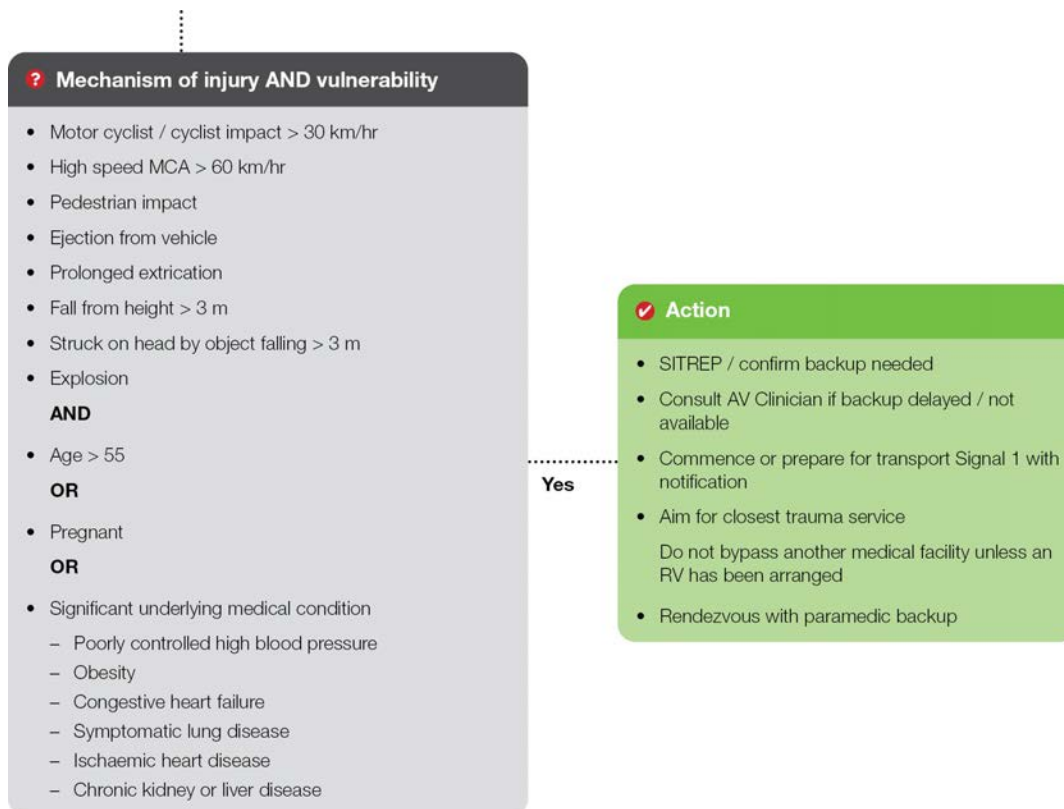 Mechanism of injury AND vulnerability
• Motor cyclist / cyclist impact > 30 km/hr
• High speed MCA > 60 km/hr
• Pedestrian impact
• Ejection from vehicle
• Prolonged extrication
• Fall from height > 3 m
• Struck on head by object falling > 3 m
• Explosion
AND
• Age > 55
OR
• Pregnant
OR
• Significant underlying medical condition
– Poorly controlled high blood pressure
– Obesity
– Congestive heart failure
– Symptomatic lung disease
– Ischaemic heart disease
– Chronic kidney or liver disease
Yes
Action
• SITREP / confirm backup needed
• Consult AV Clinician if backup delayed / not
available
• Commence or prepare for transport Signal 1 with
notification
• Aim for closest trauma service
Do not bypass another medical facility unless an
RV has been arranged
• Rendezvous with paramedic backup